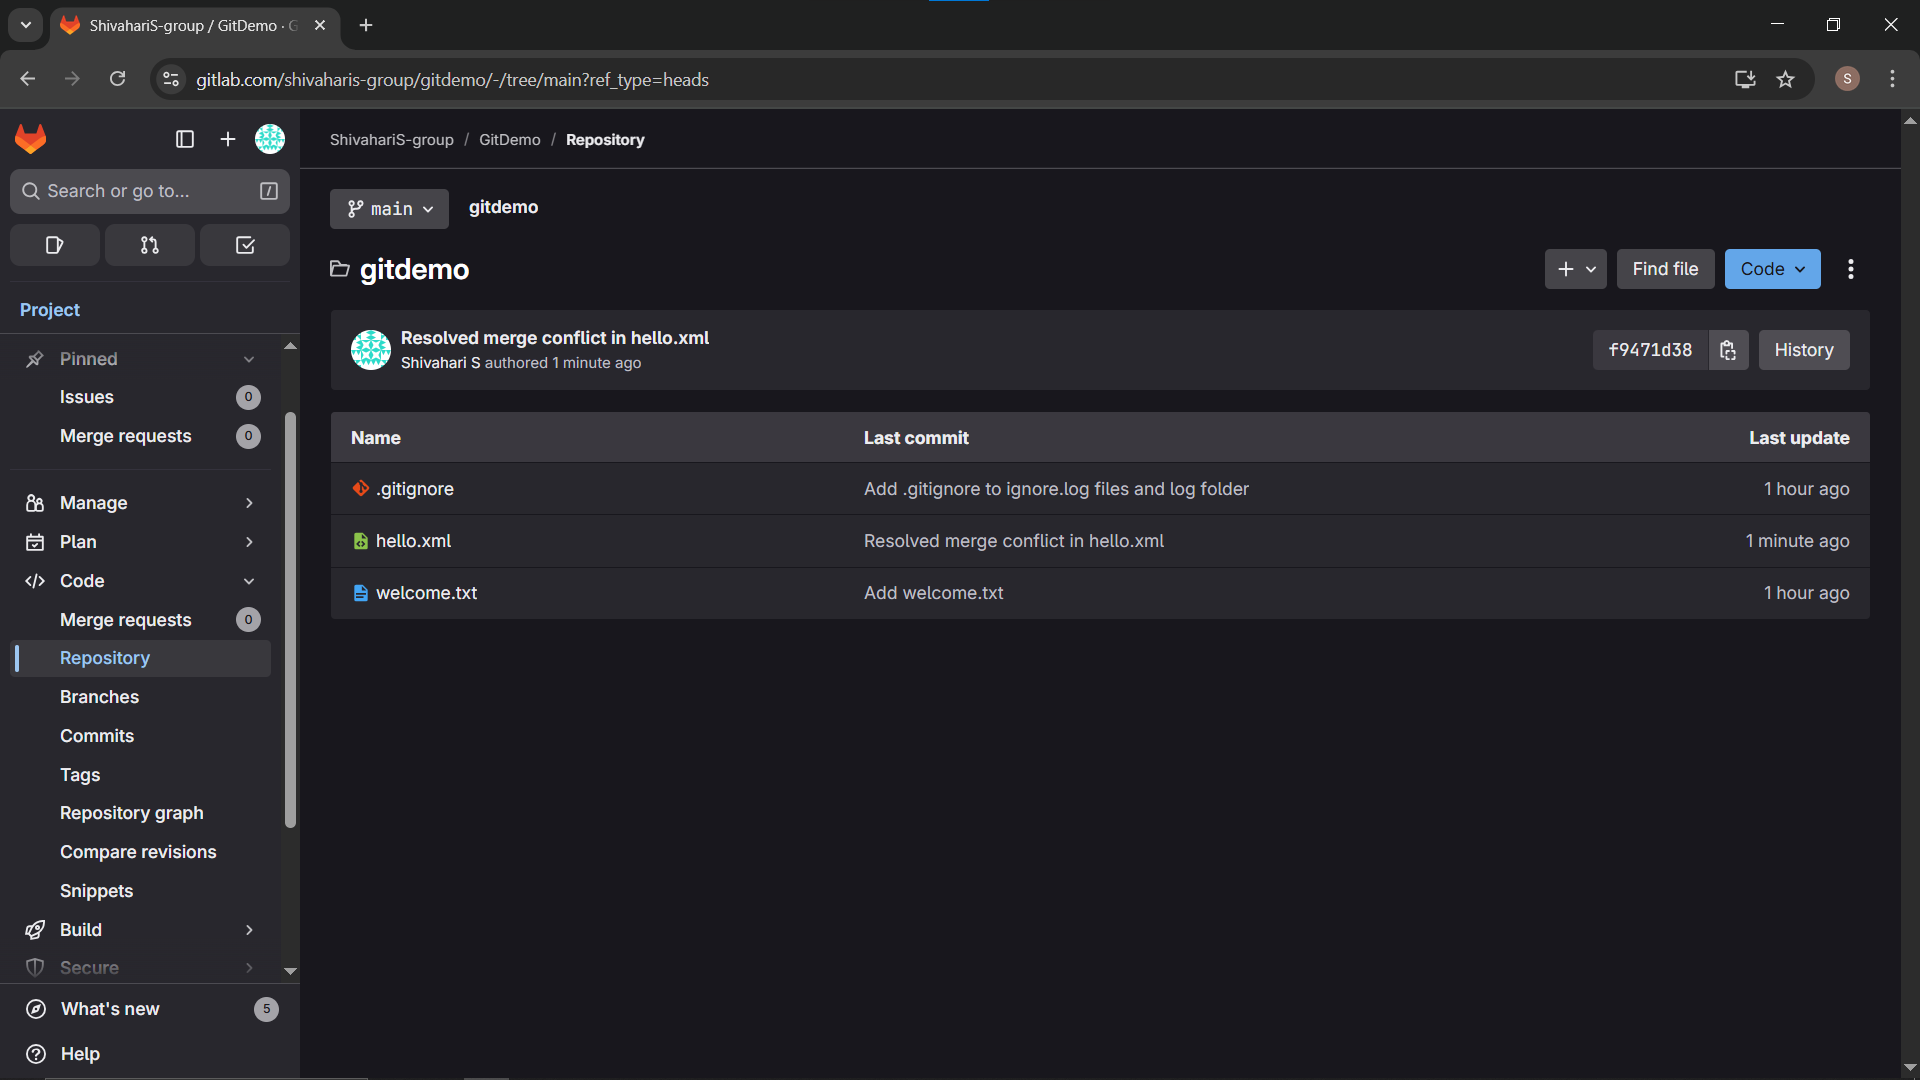 ShivahariS-group / GitDemo · G
gitlab.com/shivaharis-group/gitdemo/-/tree/main?ref_type=heads
S
ShivahariS-group / GitDemo / Repository
Search or go to...
/
main
gitdemo
gitdemo
Find file
Code
Project
Resolved merge conflict in hello.xml
Shivahari S authored 1 minute ago
f9471d38
History
Pinned
Issues 0
Merge requests 0
Name Last commit Last update
.gitignore Add .gitignore to ignore.log files and log folder 1 hour ago
hello.xml Resolved merge conflict in hello.xml 1 minute ago
welcome.txt Add welcome.txt 1 hour ago
Manage
Plan
Code
Merge requests 0
Repository
Branches
Commits
Tags
Repository graph
Compare revisions
Snippets
Build
Secure
What's new 5
Help